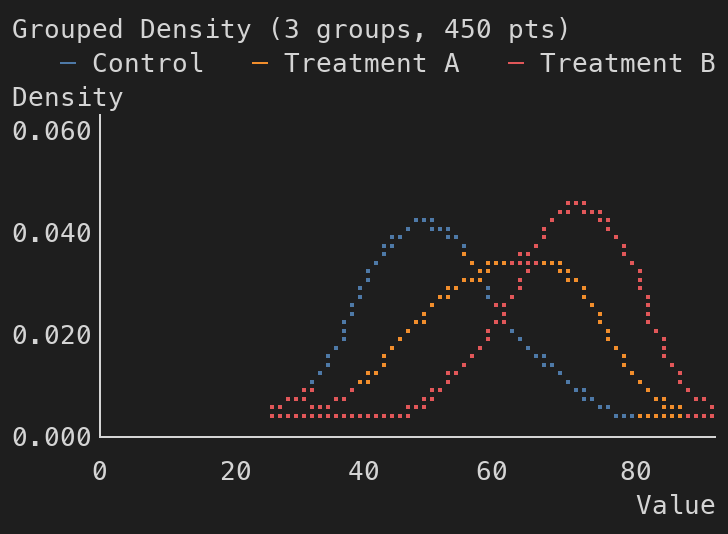 Grouped Density (3 groups, 450 pts)
Control Treatment A Treatment B
Density
0.060
0.040
0.020
0.000
0 20 40 60 80
Value